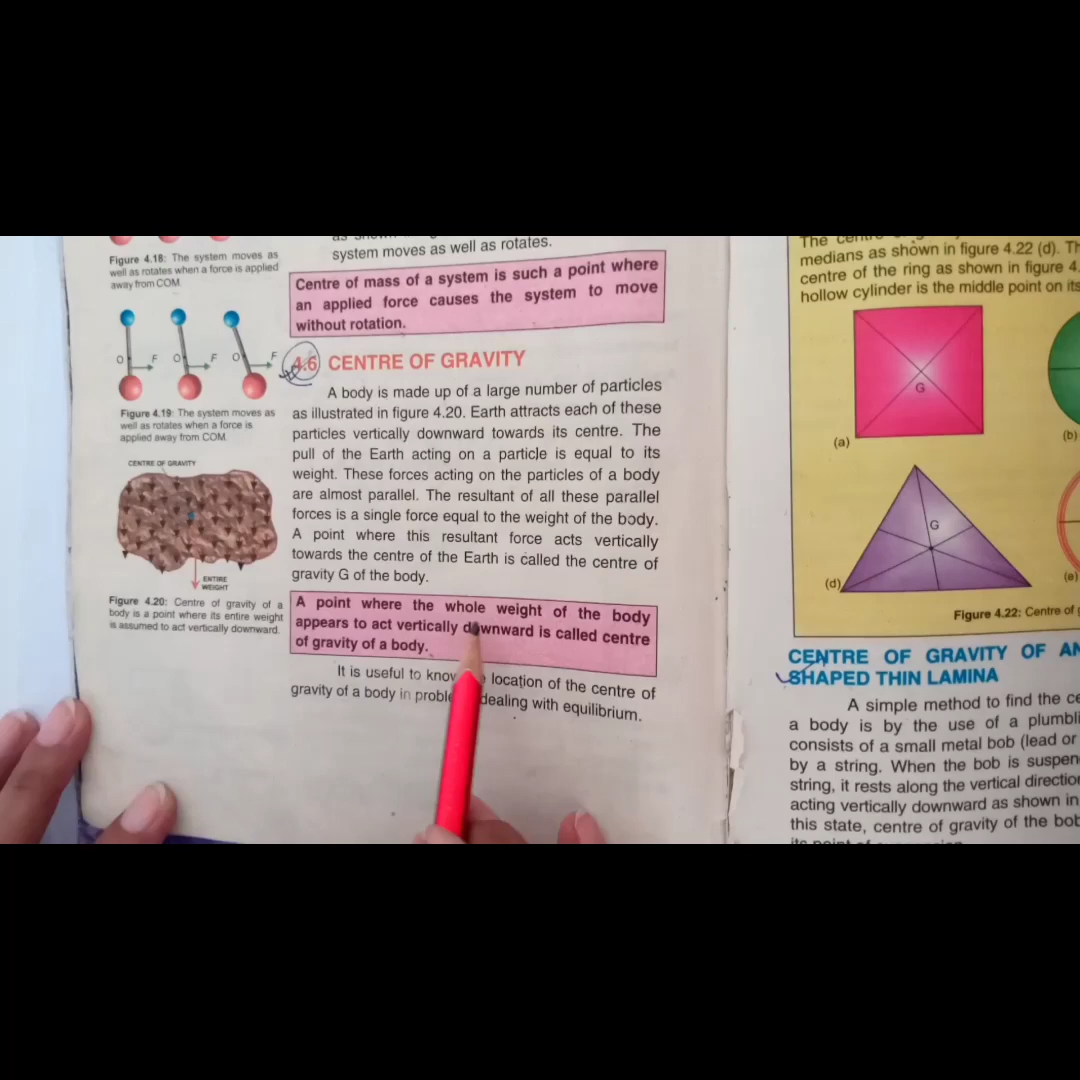 Figure 4.18: The system moves as
well as rotates when a force is applied
away from COM.
O F O F O F
Figure 4.19: The system moves as
well as rotates when a force is
applied away from COM.
CENTRE OF GRAVITY
ENTIRE
WEIGHT
Figure 4.20: Centre of gravity of a
body is a point where its entire weight
is assumed to act vertically downward.
system moves as well as rotates.
Centre of mass of a system is such a point where
an applied force causes the system to move
without rotation.
4.6 CENTRE OF GRAVITY
A body is made up of a large number of particles
as illustrated in figure 4.20. Earth attracts each of these
particles vertically downward towards its centre. The
pull of the Earth acting on a particle is equal to its
weight. These forces acting on the particles of a body
are almost parallel. The resultant of all these parallel
forces is a single force equal to the weight of the body.
A point where this resultant force acts vertically
towards the centre of the Earth is called the centre of
gravity G of the body.
A point where the whole weight of the body
appears to act vertically downward is called centre
of gravity of a body.
It is useful to know location of the centre of
gravity of a body in dealing with equilibrium.
The
medians as shown in figure 4.22 (d).
centre of the ring as shown in figure 4.
hollow cylinder is the middle point on its
G
(a)
(b)
G
(d)
(e)
Figure 4.22: Centre of
CENTRE OF GRAVITY OF AN
SHAPED THIN LAMINA
A simple method to find the
a body is by the use of a
consists of a small metal bob (lead or
by a string. When the bob is
string, it rests along the vertical
acting vertically downward as shown in
this state, centre of gravity of the bob